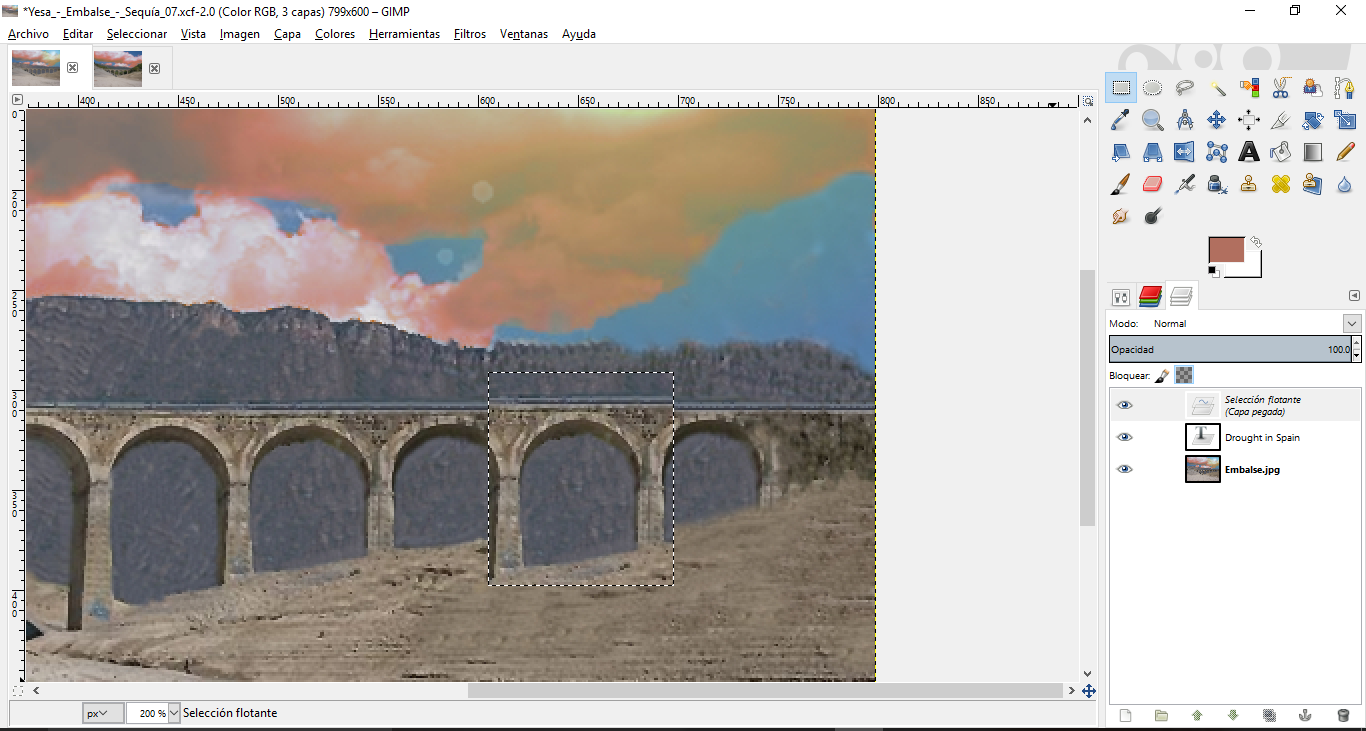 *Yesa_-_Embalse_-_Sequía_07.xcf-2.0 (Color RGB, 3 capas) 799x600 – GIMP
Archivo Editar Seleccionar Vista Imagen Capa Colores Herramientas Filtros Ventanas Ayuda
400 450 500 550 600 650 700 750 800 850
0
200
250
300
350
400
Modo: Normal
Opacidad 100.0
Bloquear:
Selección flotante
(Capa pegada)
Drought in Spain
Embalse.jpg
px 200 % Selección flotante